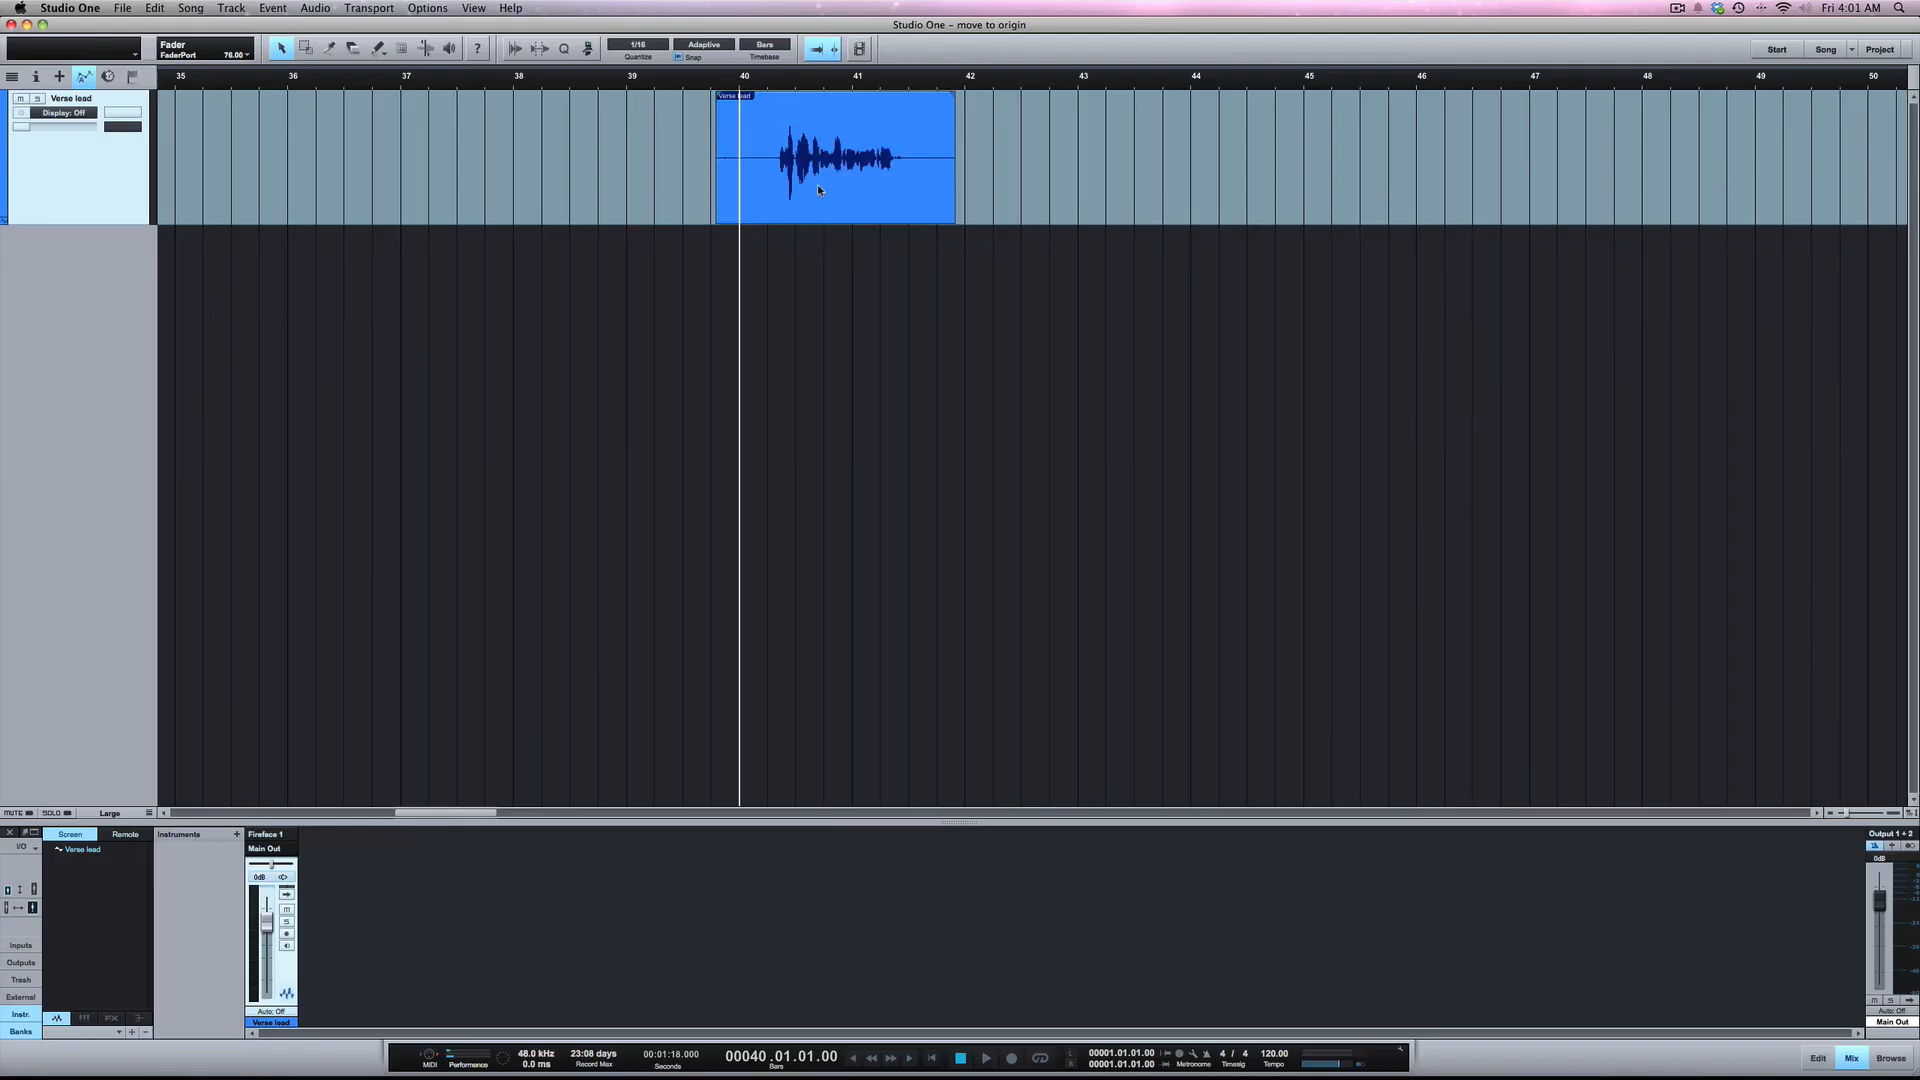 Studio One File Edit Song Track Event Audio Transport Options View Help Fri 4:01 AM
Studio One - move to origin
Fader
FaderPort 76.00
1/16 Adaptive Bars
Quantize Snap Timebase
? Q
Start Song Project
35 36 37 38 39 40 41 42 43 44 45 46 47 48 49 50
M S Verse lead
Display: Off
Verse lead
MUTE SOLO Large
Screen Remote Instruments + Fireface 1 Output 1 + 2
I/O Verse lead Main Out
0dB <C>
0dB
M
S
Inputs
Outputs
Trash
External
Instr.
Banks
FX
M S
Auto: Off
Verse lead
Auto: Off
Main Out
MIDI Performance
48.0 kHz
0.0 ms
23:08 days
Record Max
00:01:18.000
Seconds
00040.01.01.00
Bars
L 00001.01.01.00
R 00001.01.01.00
Metronome
4 / 4
Timesig
120.00
Tempo
Edit Mix Browse